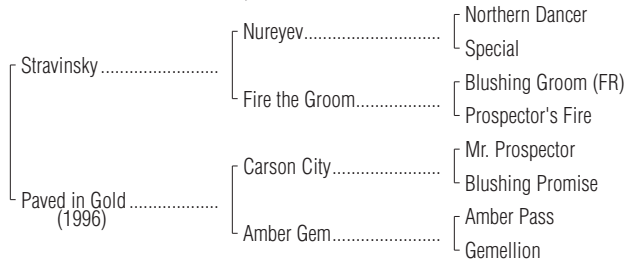 Northern Dancer
Nureyev
Special
Stravinsky
Blushing Groom (FR)
Fire the Groom
Prospector's Fire
Mr. Prospector
Carson City
Blushing Promise
Paved in Gold
(1996)
Amber Pass
Amber Gem
Gemellion